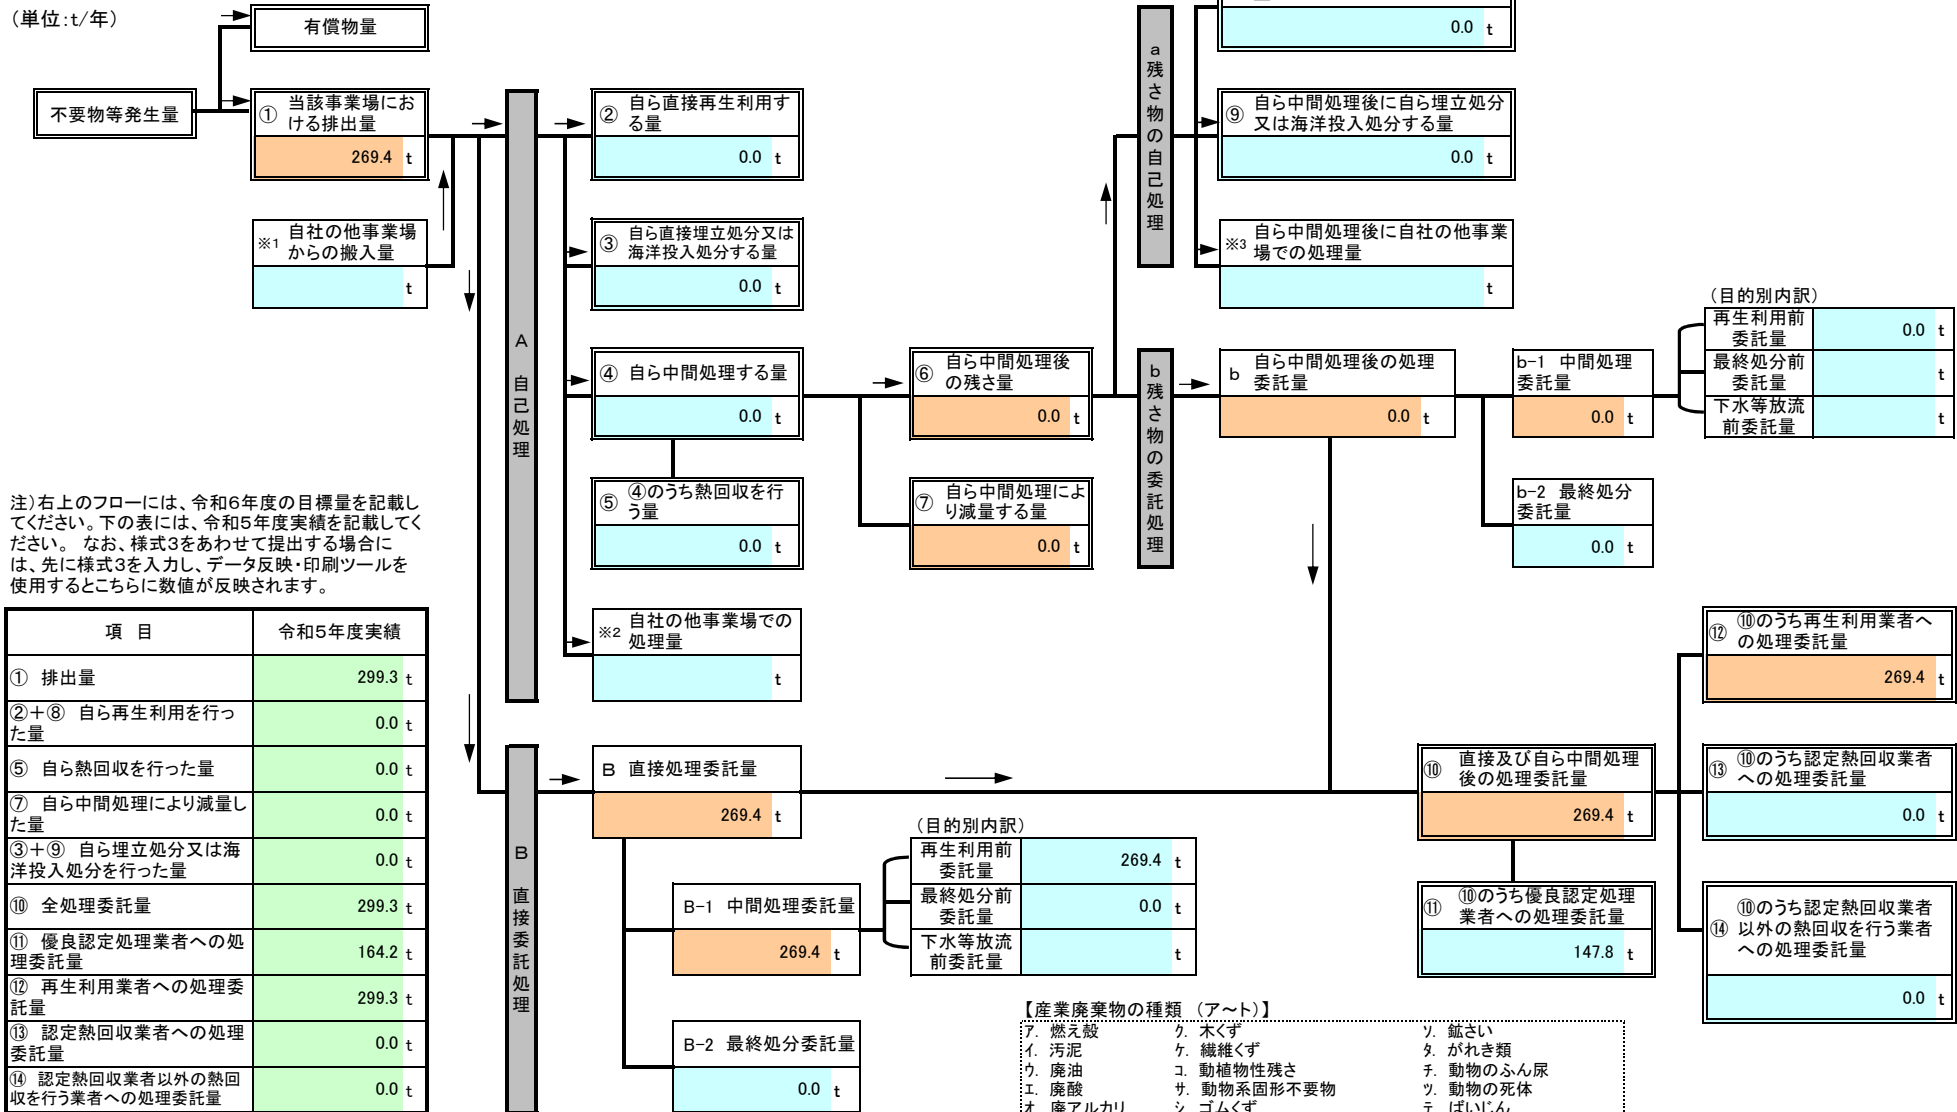 (単位:t/年)
有償物量
不要物等発生量
① 当該事業場にお
ける排出量
269.4 t
※1 自社の他事業場
からの搬入量
t
A 自己処理
② 自ら直接再生利用す
る量
0.0 t
③ 自ら直接埋立処分又は
海洋投入処分する量
0.0 t
④ 自ら中間処理する量
0.0 t
⑤ ④のうち熱回収を行
う量
0.0 t
※2 自社の他事業場での
処理量
t
⑥ 自ら中間処理後
の残さ量
0.0 t
⑦ 自ら中間処理によ
り減量する量
0.0 t
a 残さ物の自己処理
0.0 t
⑨ 自ら中間処理後に自ら埋立処分
又は海洋投入処分する量
0.0 t
※3 自ら中間処理後に自社の他事業
場での処理量
t
b 残さ物の委託処理
b 自ら中間処理後の処理
委託量
0.0 t
b-1 中間処理
委託量
0.0 t
b-2 最終処分
委託量
0.0 t
(目的別内訳)
再生利用前
委託量
0.0 t
最終処分前
委託量
t
下水等放流
前委託量
t
注)右上のフローには、令和6年度の目標量を記載し
てください。下の表には、令和5年度実績を記載してく
ださい。 なお、様式3をあわせて提出する場合に
は、先に様式3を入力し、データ反映・印刷ツールを
使用するとこちらに数値が反映されます。
項 目 令和5年度実績
① 排出量 299.3 t
②+⑧ 自ら再生利用を行っ
た量 0.0 t
⑤ 自ら熱回収を行った量 0.0 t
⑦ 自ら中間処理により減量し
た量 0.0 t
③+⑨ 自ら埋立処分又は海
洋投入処分を行った量 0.0 t
⑩ 全処理委託量 299.3 t
⑪ 優良認定処理業者への処
理委託量 164.2 t
⑫ 再生利用業者への処理委
託量 299.3 t
⑬ 認定熱回収業者への処理
委託量 0.0 t
⑭ 認定熱回収業者以外の熱回
収を行う業者への処理委託量 0.0 t
B 直接委託処理
B 直接処理委託量
269.4 t
B-1 中間処理委託量
269.4 t
B-2 最終処分委託量
0.0 t
(目的別内訳)
再生利用前
委託量
269.4 t
最終処分前
委託量
0.0 t
下水等放流
前委託量
t
⑩ 直接及び自ら中間処理
後の処理委託量
269.4 t
⑪ ⑩のうち優良認定処理
業者への処理委託量
147.8 t
⑫ ⑩のうち再生利用業者へ
の処理委託量
269.4 t
⑬ ⑩のうち認定熱回収業者
への処理委託量
0.0 t
⑭ ⑩のうち認定熱回収業者
以外の熱回収を行う業者
への処理委託量
0.0 t
【産業廃棄物の種類 (ア~ト)】
ア. 燃え殻 ク. 木くず ソ. 鉱さい
イ. 汚泥 ケ. 繊維くず タ. がれき類
ウ. 廃油 コ. 動植物性残さ チ. 動物のふん尿
エ. 廃酸 サ. 動物系固形不要物 ツ. 動物の死体
オ. 廃アルカリ シ. ゴムくず テ. ばいじん